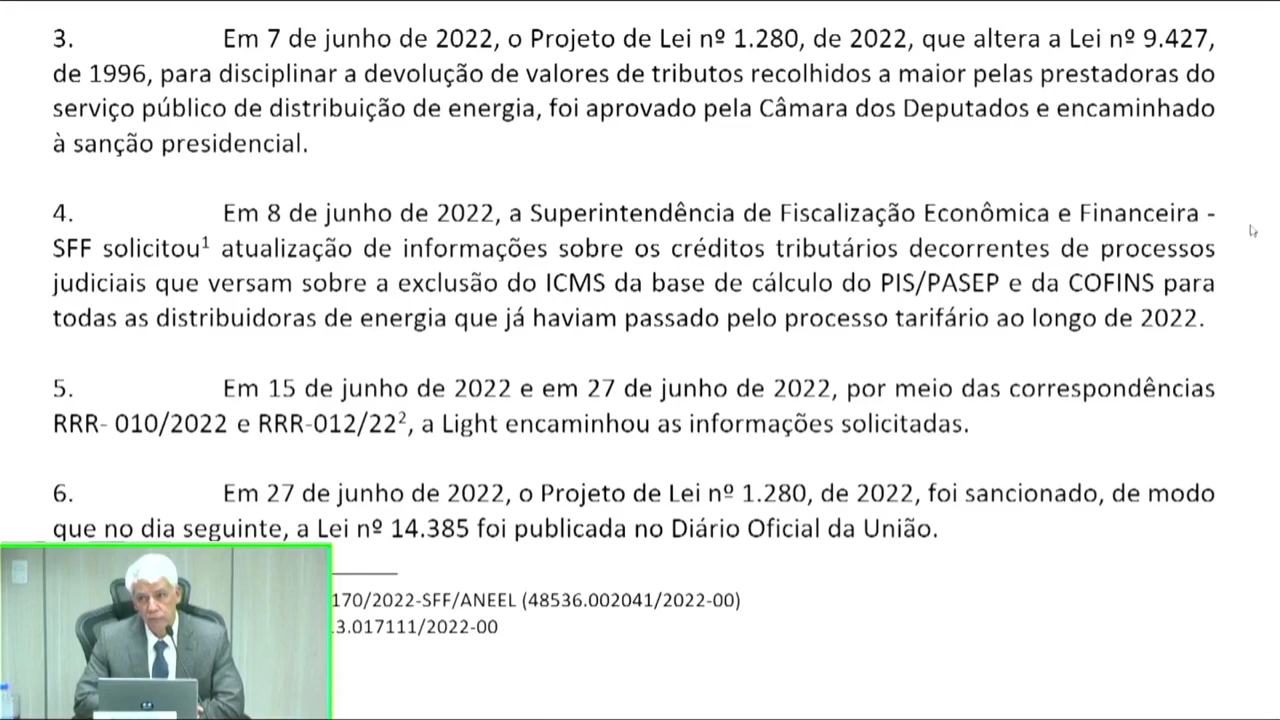 3. Em 7 de junho de 2022, o Projeto de Lei nº 1.280, de 2022, que altera a Lei nº 9.427,
de 1996, para disciplinar a devolução de valores de tributos recolhidos a maior pelas prestadoras do
serviço público de distribuição de energia, foi aprovado pela Câmara dos Deputados e encaminhado
à sanção presidencial.
4. Em 8 de junho de 2022, a Superintendência de Fiscalização Econômica e Financeira -
SFF solicitou¹ atualização de informações sobre os créditos tributários decorrentes de processos
judiciais que versam sobre a exclusão do ICMS da base de cálculo do PIS/PASEP e da COFINS para
todas as distribuidoras de energia que já haviam passado pelo processo tarifário ao longo de 2022.
5. Em 15 de junho de 2022 e em 27 de junho de 2022, por meio das correspondências
RRR- 010/2022 e RRR-012/22², a Light encaminhou as informações solicitadas.
6. Em 27 de junho de 2022, o Projeto de Lei nº 1.280, de 2022, foi sancionado, de modo
que no dia seguinte, a Lei nº 14.385 foi publicada no Diário Oficial da União.
170/2022-SFF/ANEEL (48536.002041/2022-00)
.3.017111/2022-00